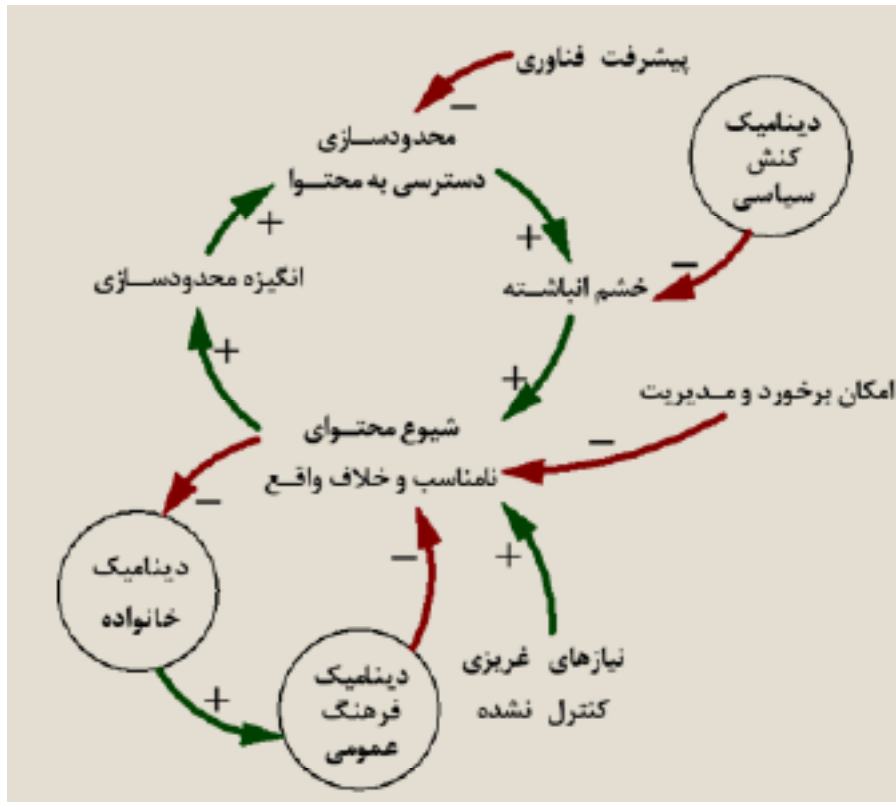 پیشرفت فناوری
محدودسازی
دسترسی به محتوا
دینامیک
کنش
سیاسی
انگیزه محدودسازی
خشم انباشته
امکان برخورد و مدیریت
شیوع محتوای
نامناسب و خلاف واقع
دینامیک
خانواده
دینامیک
فرهنگ
عمومی
نیازهای غریزی
کنترل نشده
−
+
+
−
+
+
−
−
−
+
+